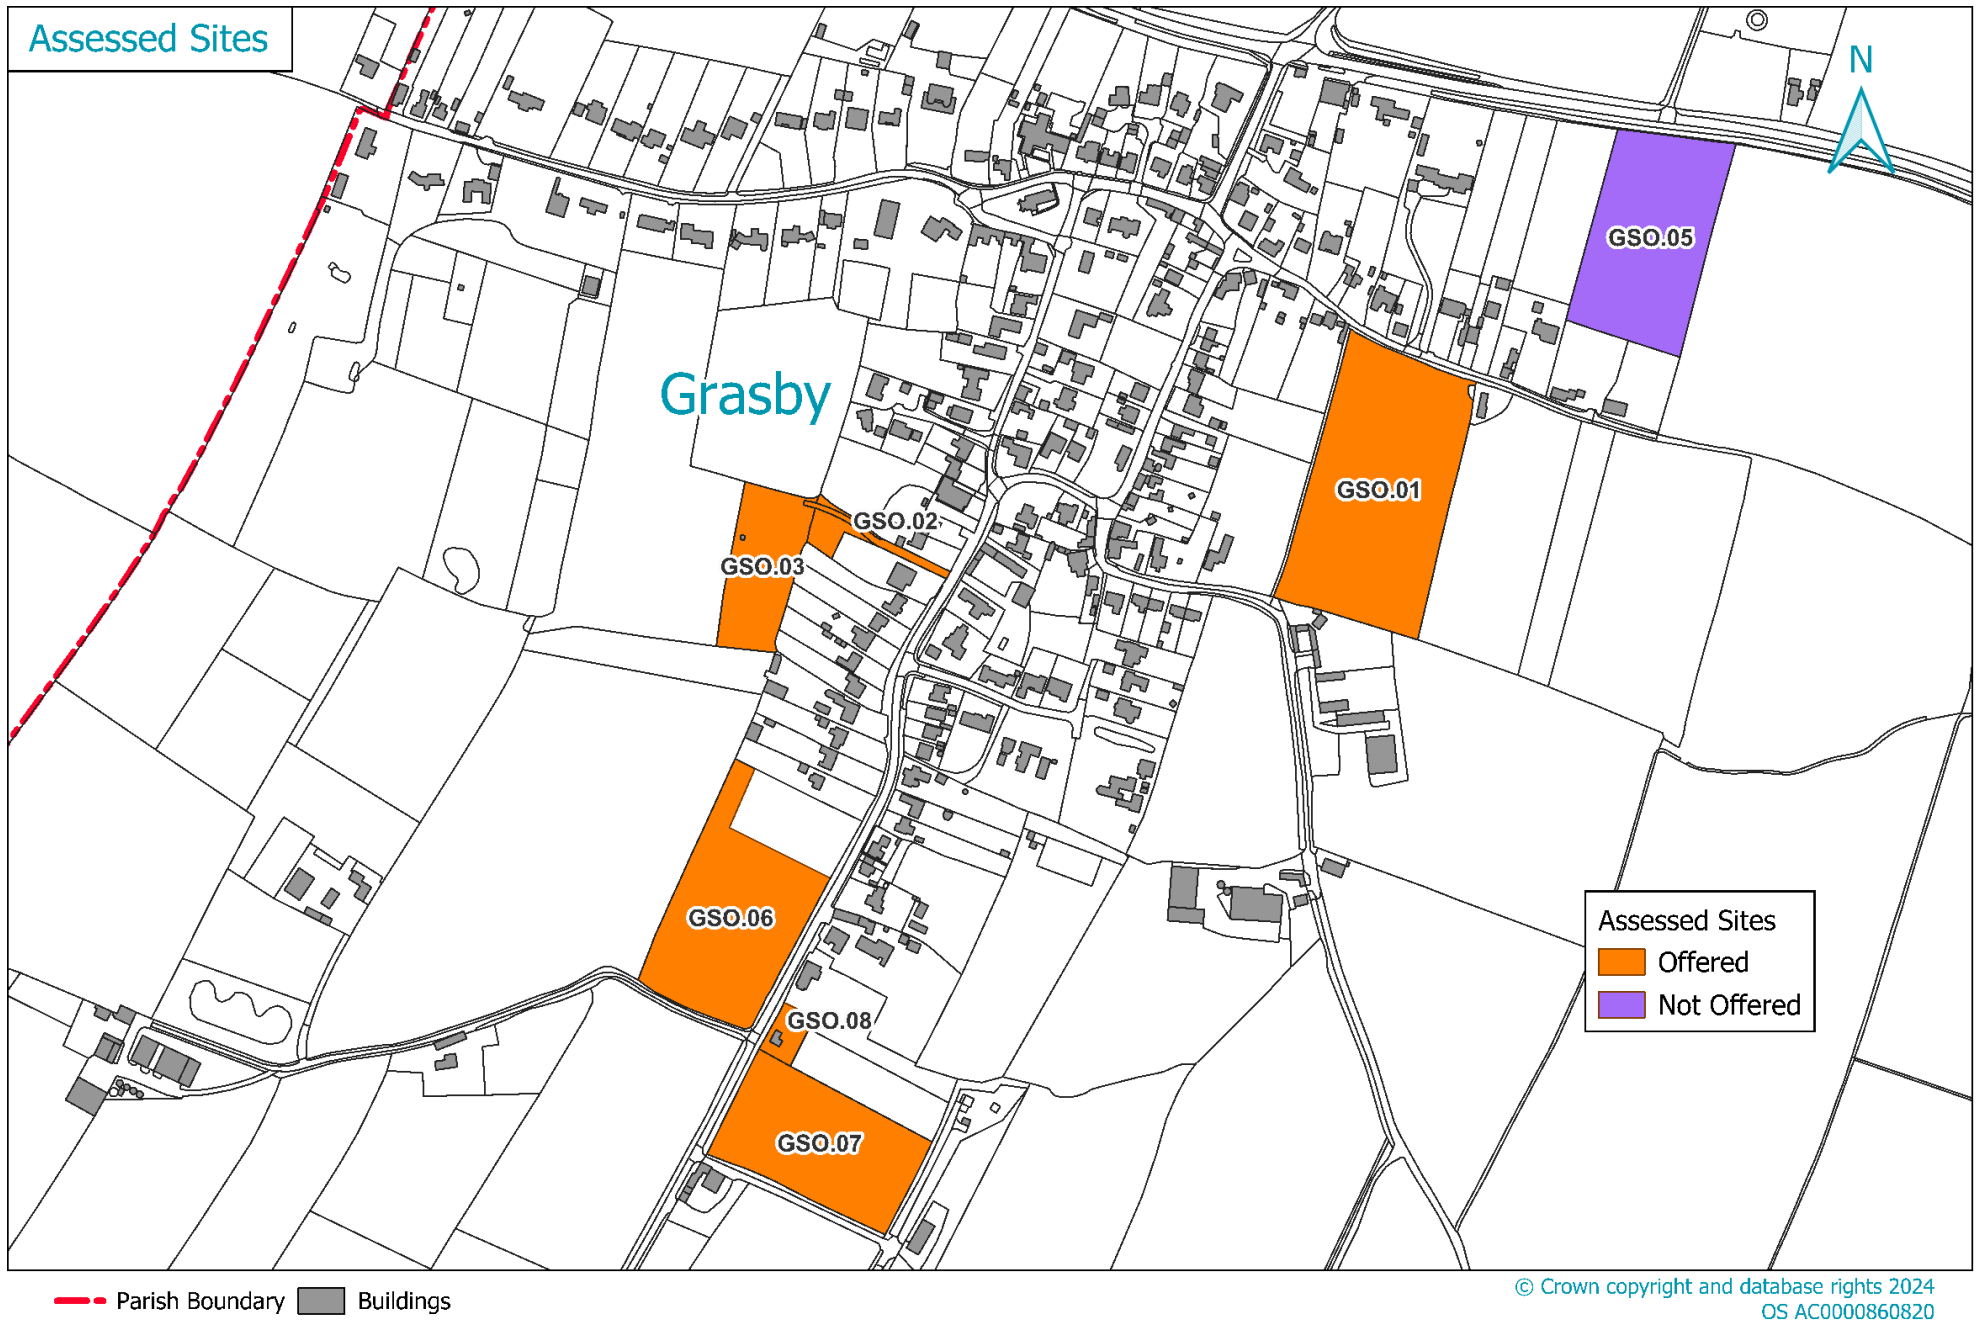 Assessed Sites
N
GSO.05
Grasby
GSO.01
GSO.02
GSO.03
GSO.06
GSO.08
GSO.07
Assessed Sites
Offered
Not Offered
Parish Boundary
Buildings
© Crown copyright and database rights 2024
OS AC0000860820